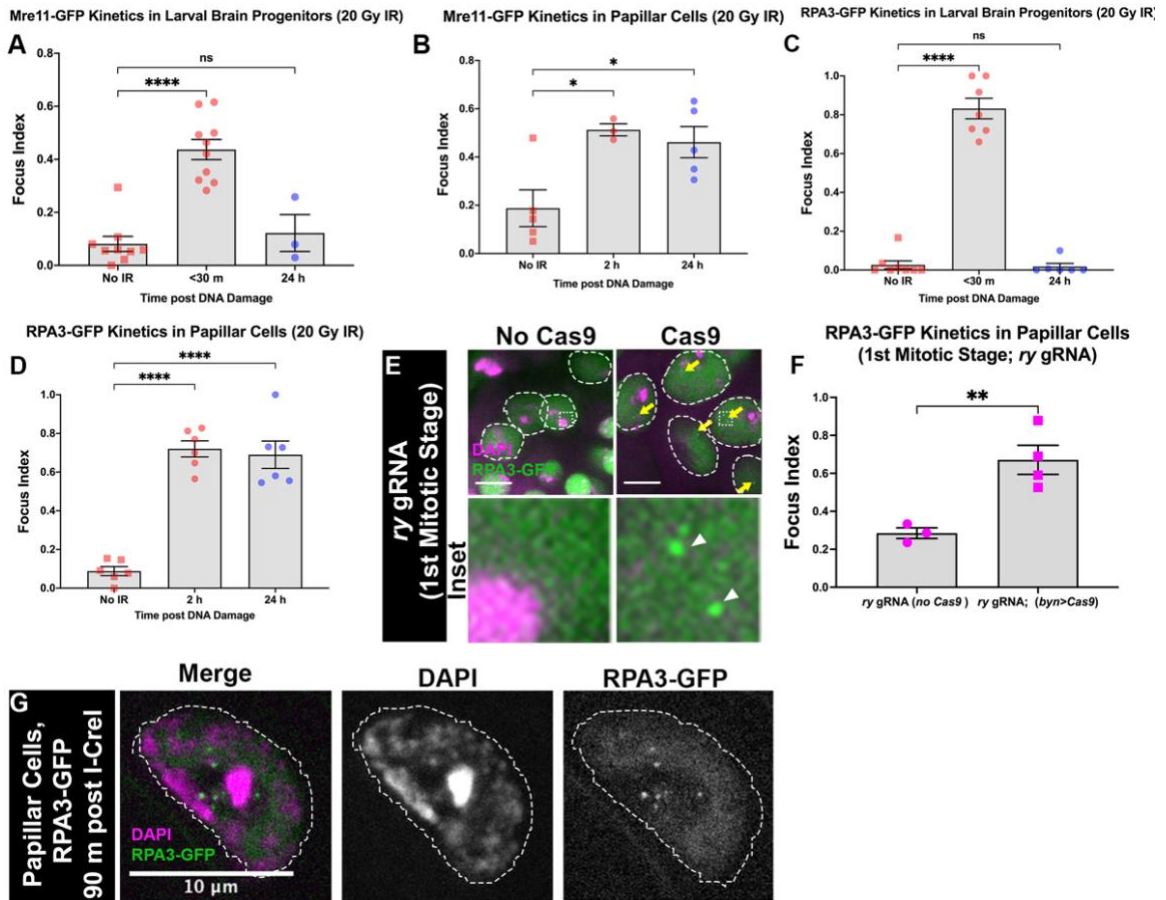 Mre11-GFP Kinetics in Larval Brain Progenitors (20 Gy IR)
A
ns
****
Focus Index
0.8
0.6
0.4
0.2
0.0
No IR
<30 m
24 h
Time post DNA Damage
Mre11-GFP Kinetics in Papillar Cells (20 Gy IR)
B
*
*
Focus Index
0.8
0.6
0.4
0.2
0.0
No IR
2 h
24 h
Time post DNA Damage
RPA3-GFP Kinetics in Larval Brain Progenitors (20 Gy IR)
C
ns
****
Focus Index
1.0
0.8
0.6
0.4
0.2
0.0
No IR
<30 m
24 h
Time post DNA Damage
RPA3-GFP Kinetics in Papillar Cells (20 Gy IR)
D
****
****
Focus Index
1.0
0.8
0.6
0.4
0.2
0.0
No IR
2 h
24 h
Time post DNA Damage
E
No Cas9
Cas9
ry gRNA
(1st Mitotic Stage)
Inset
DAPI
RPA3-GFP
RPA3-GFP Kinetics in Papillar Cells
(1st Mitotic Stage; ry gRNA)
F
**
Focus Index
1.0
0.8
0.6
0.4
0.2
0.0
ry gRNA (no Cas9 )
ry gRNA; (byn>Cas9)
G
Papillar Cells,
RPA3-GFP
90 m post I-CreI
Merge
DAPI
RPA3-GFP
DAPI
RPA3-GFP
10 µm